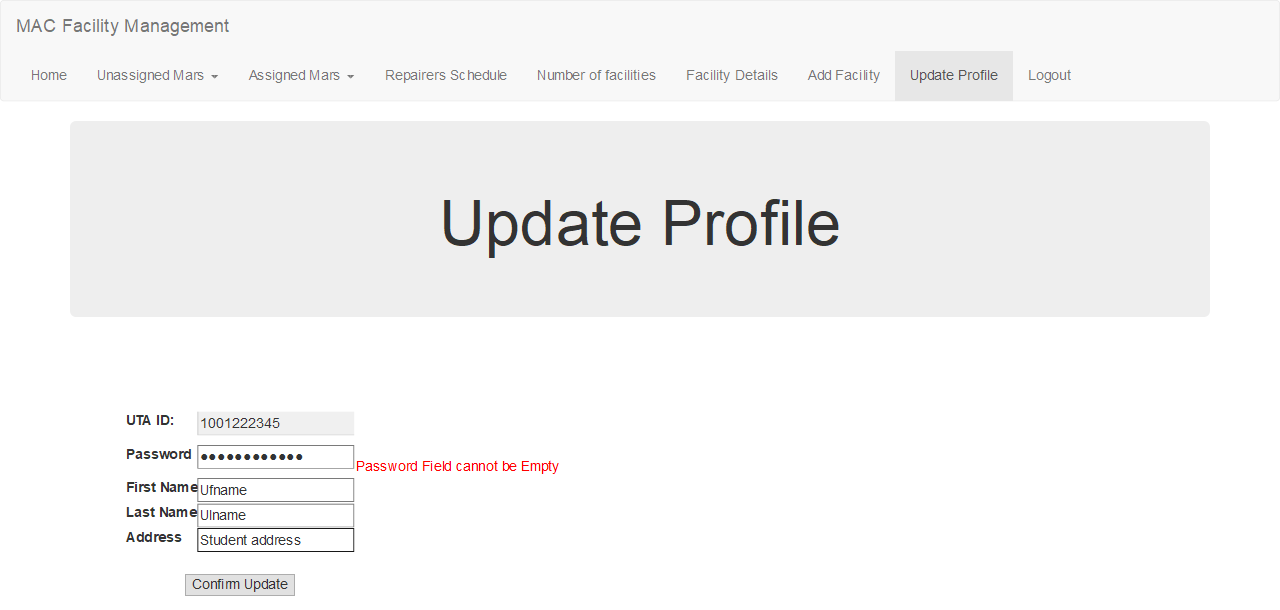 MAC Facility Management
Home Unassigned Mars Assigned Mars Repairers Schedule Number of facilities Facility Details Add Facility Update Profile Logout
Update Profile
UTA ID: 1001222345
Password ●●●●●●●●●●●● Password Field cannot be Empty
First Name Ufname
Last Name Ulname
Address Student address
Confirm Update